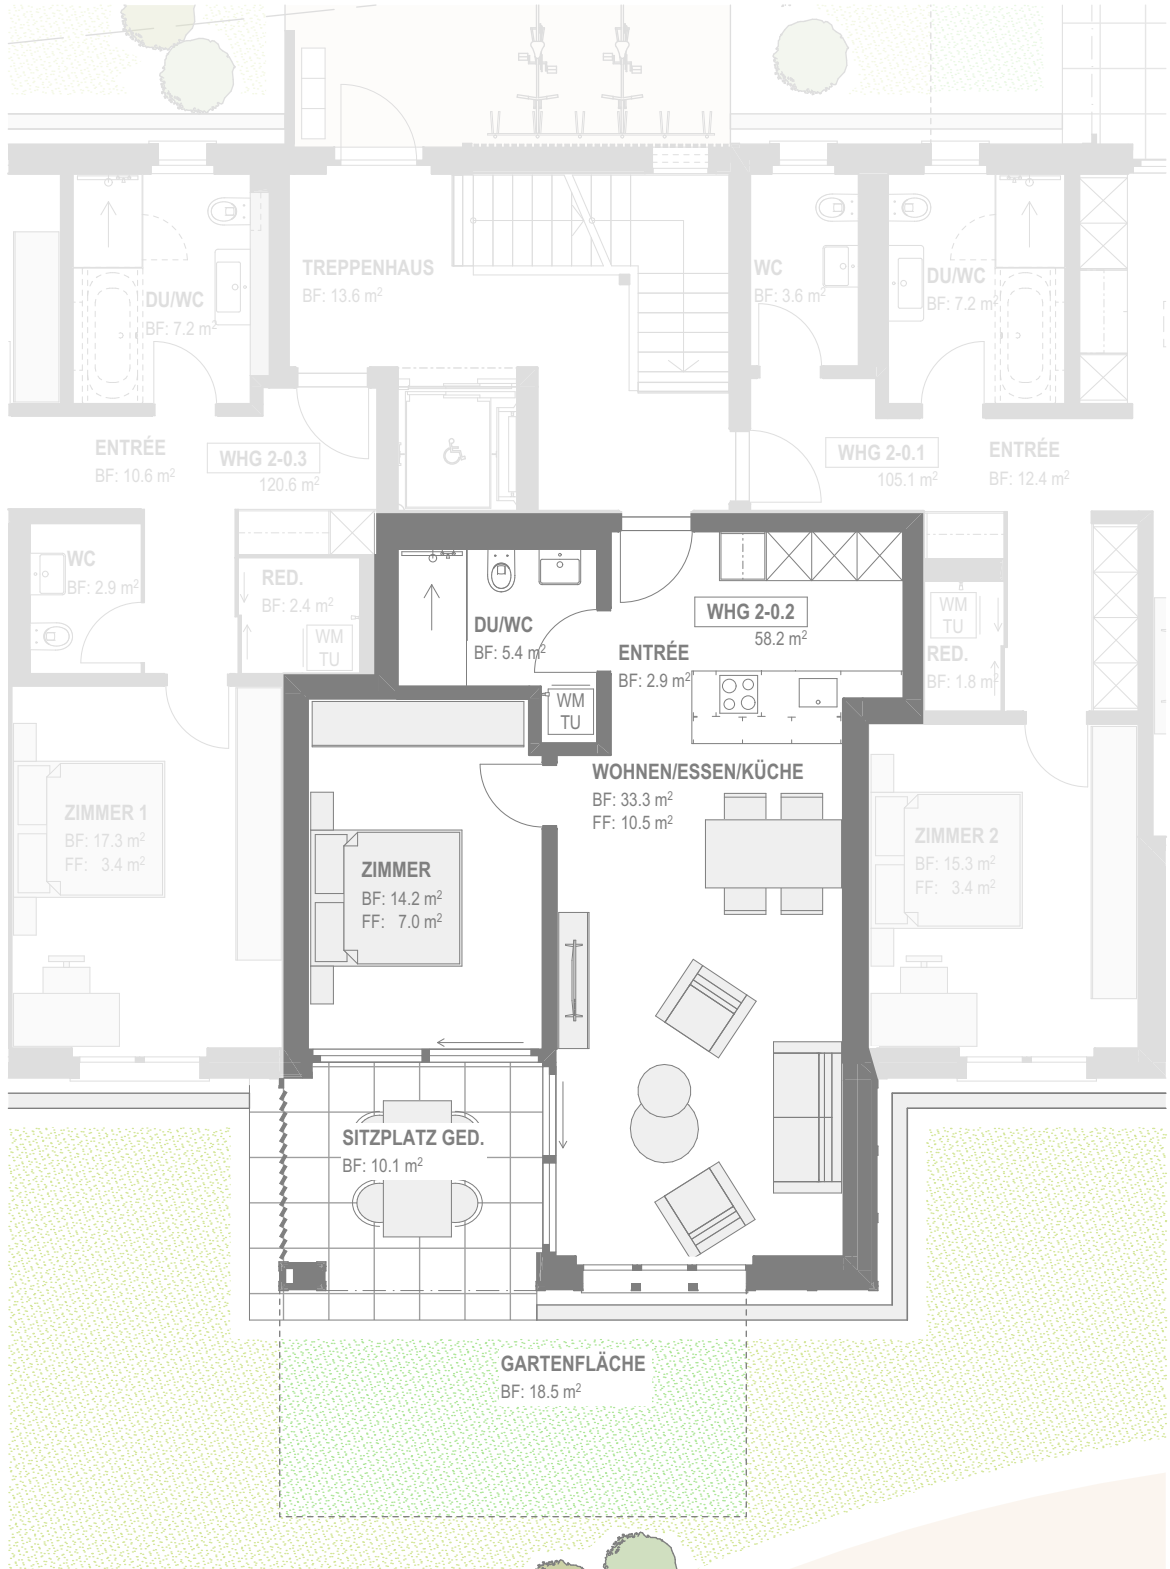 TREPPENHAUS
BF: 13.6 m²
WC
BF: 3.6 m²
DU/WC
BF: 7.2 m²
DU/WC
BF: 7.2 m²
ENTRÉE
BF: 10.6 m²
WHG 2-0.3
120.6 m²
WHG 2-0.1
105.1 m²
ENTRÉE
BF: 12.4 m²
WC
BF: 2.9 m²
RED.
BF: 2.4 m²
WM
TU
DU/WC
BF: 5.4 m²
WHG 2-0.2
58.2 m²
ENTRÉE
BF: 2.9 m²
WM
TU
RED.
BF: 1.8 m²
WM
TU
WOHNEN/ESSEN/KÜCHE
BF: 33.3 m²
FF: 10.5 m²
ZIMMER 1
BF: 17.3 m²
FF: 3.4 m²
ZIMMER
BF: 14.2 m²
FF: 7.0 m²
ZIMMER 2
BF: 15.3 m²
FF: 3.4 m²
SITZPLATZ GED.
BF: 10.1 m²
GARTENFLÄCHE
BF: 18.5 m²